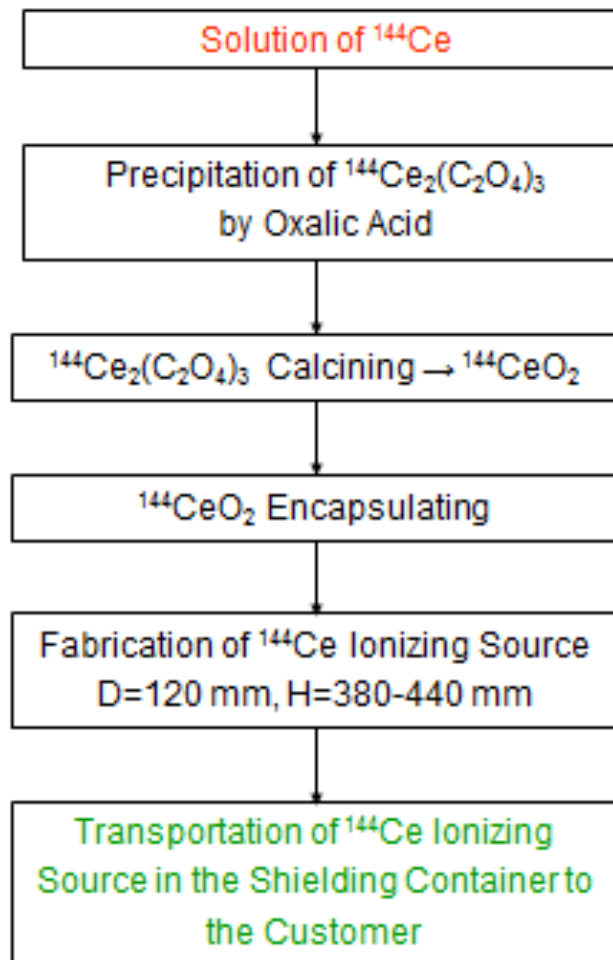 Solution of ¹⁴⁴Ce
Precipitation of ¹⁴⁴Ce₂(C₂O₄)₃
by Oxalic Acid
¹⁴⁴Ce₂(C₂O₄)₃ Calcining → ¹⁴⁴CeO₂
¹⁴⁴CeO₂ Encapsulating
Fabrication of ¹⁴⁴Ce Ionizing Source
D=120 mm, H=380-440 mm
Transportation of ¹⁴⁴Ce Ionizing
Source in the Shielding Container to
the Customer